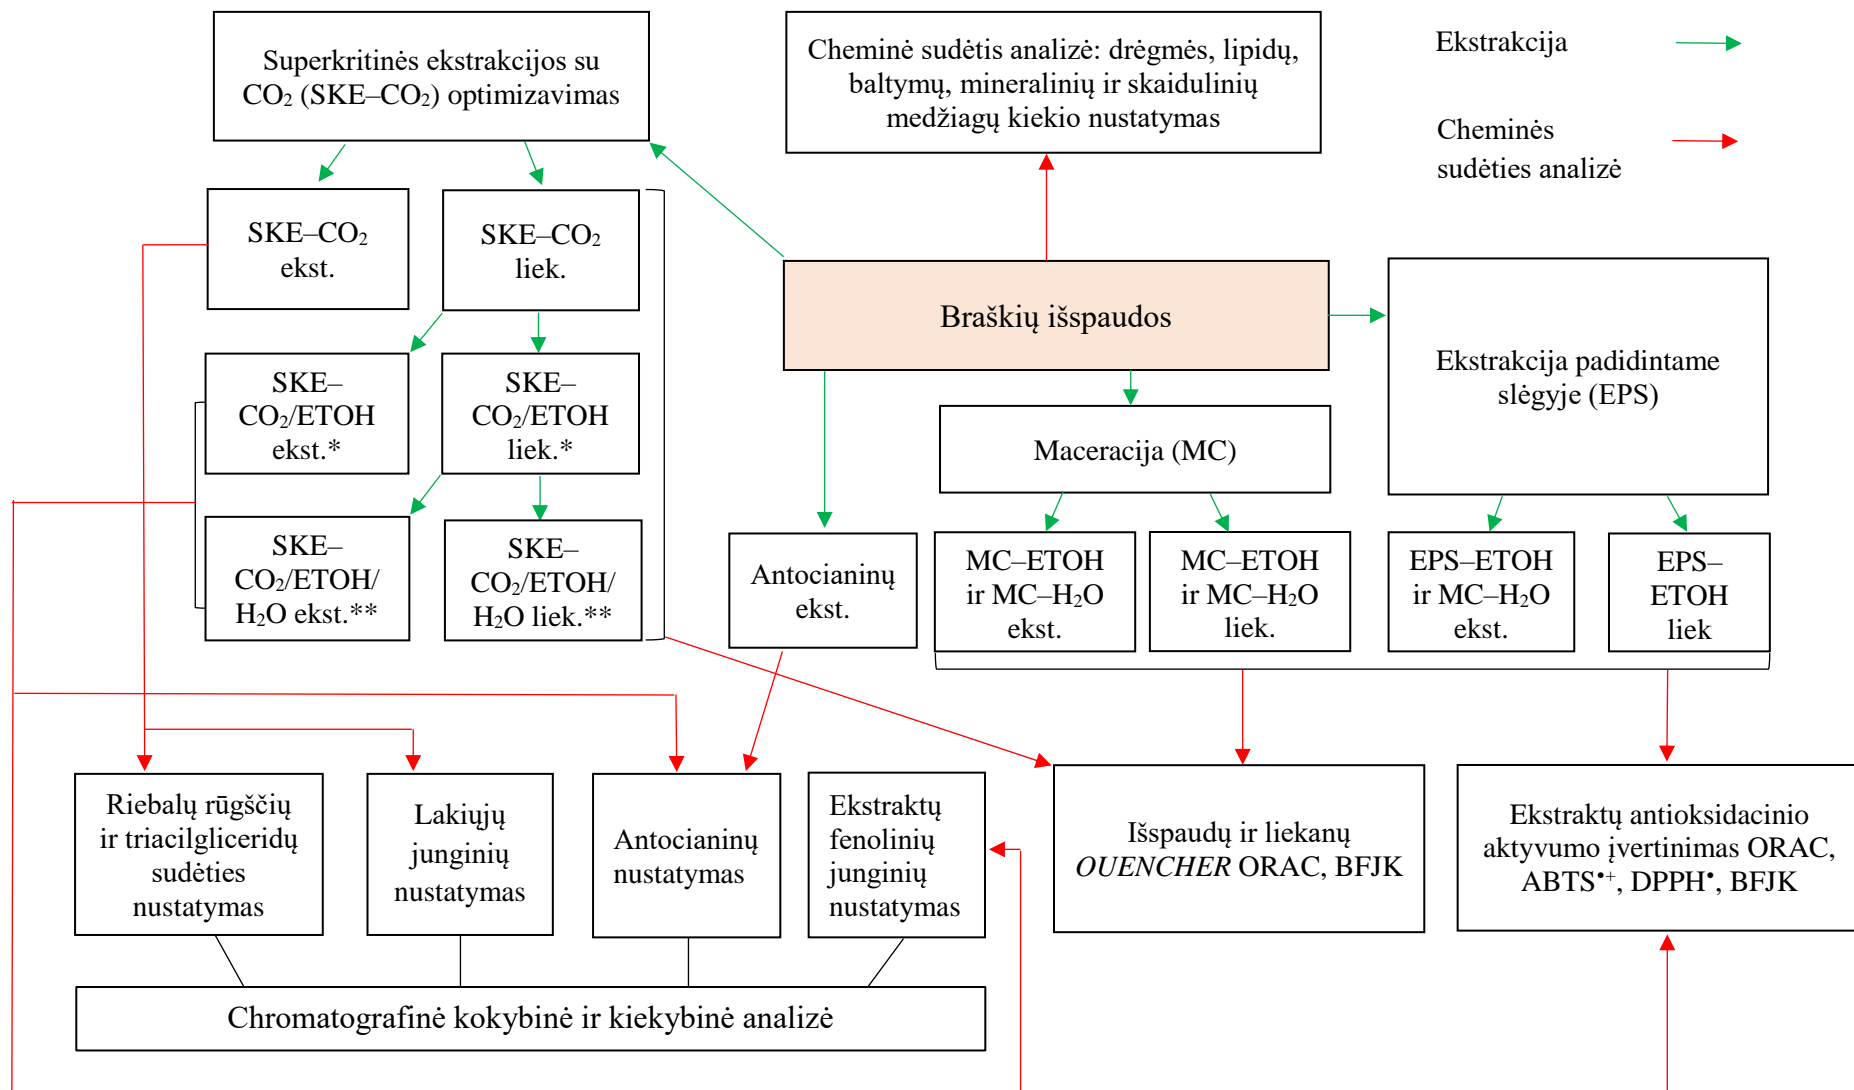 Superkritinės ekstrakcijos su
CO₂ (SKE–CO₂) optimizavimas
Cheminė sudėtis analizė: drėgmės, lipidų,
baltymų, mineralinių ir skaidulinių
medžiagų kiekio nustatymas
Ekstrakcija
Cheminės
sudėties analizė
SKE–CO₂
ekst.
SKE–CO₂
liek.
Braškių išspaudos
Ekstrakcija padidintame
slėgyje (EPS)
SKE–
CO₂/ETOH
ekst.*
SKE–
CO₂/ETOH
liek.*
Maceracija (MC)
SKE–
CO₂/ETOH/
H₂O ekst.**
SKE–
CO₂/ETOH/
H₂O liek.**
Antocianinų
ekst.
MC–ETOH
ir MC–H₂O
ekst.
MC–ETOH
ir MC–H₂O
liek.
EPS–ETOH
ir MC–H₂O
ekst.
EPS–
ETOH
liek
Riebalų rūgščių
ir triacilgliceridų
sudėties
nustatymas
Lakiųjų
junginių
nustatymas
Antocianinų
nustatymas
Ekstraktų
fenolinių
junginių
nustatymas
Išspaudų ir liekanų
OUENCHER ORAC, BFJK
Ekstraktų antioksidacinio
aktyvumo įvertinimas ORAC,
ABTS•⁺, DPPH•, BFJK
Chromatografinė kokybinė ir kiekybinė analizė